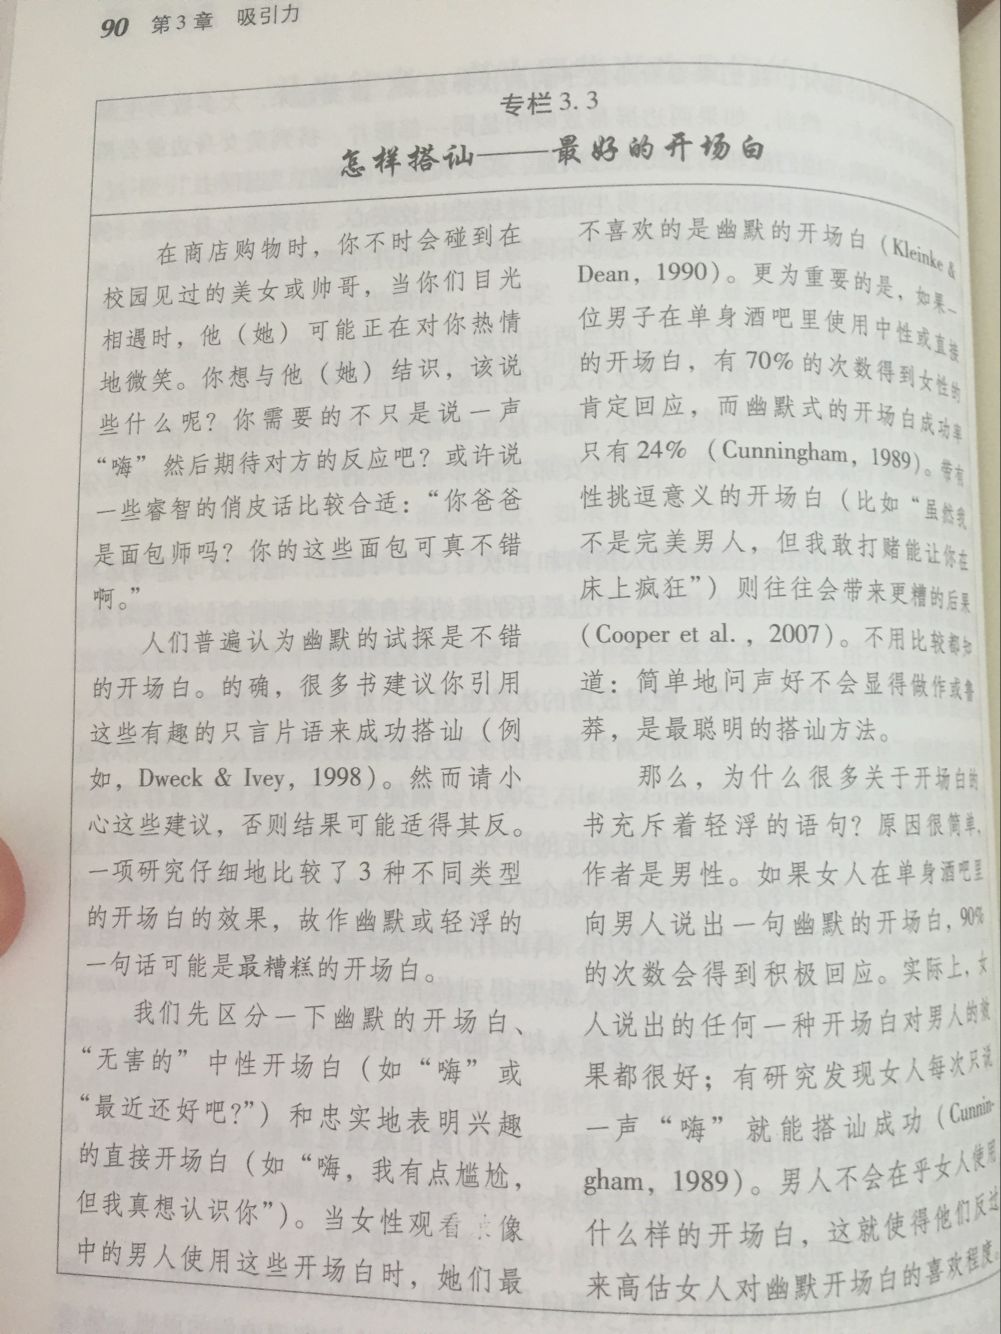 90 第3章 吸引力
专栏3.3
怎样搭讪——最好的开场白
在商店购物时，你不时会碰到在
校园见过的美女或帅哥，当你们目光
相遇时，他（她）可能正在对你热情
地微笑。你想与他（她）结识，该说
些什么呢？你需要的不只是说一声
“嗨”然后期待对方的反应吧？或许说
一些睿智的俏皮话比较合适：“你爸爸
是面包师吗？你的这些面包可真不错
啊。”
人们普遍认为幽默的试探是不错
的开场白。的确，很多书建议你引用
这些有趣的只言片语来成功搭讪（例
如，Dweck & Ivey，1998）。然而请小
心这些建议，否则结果可能适得其反。
一项研究仔细地比较了3种不同类型
的开场白的效果，故作幽默或轻浮的
一句话可能是最糟糕的开场白。
我们先区分一下幽默的开场白、
“无害的”中性开场白（如“嗨”或
“最近还好吧？”）和忠实地表明兴趣
的直接开场白（如“嗨，我有点尴尬，
但我真想认识你”）。当女性观看 像
中的男人使用这些开场白时，她们最
不喜欢的是幽默的开场白（Kleinke &
Dean，1990）。更为重要的是，如果一
位男子在单身酒吧里使用中性或直接
的开场白，有70%的次数得到女性的
肯定回应，而幽默式的开场白成功率
只有24%（Cunningham，1989）。带有
性挑逗意义的开场白（比如“虽然我
不是完美男人，但我敢打赌能让你在
床上疯狂”）则往往会带来更糟的后果
（Cooper et al.，2007）。不用比较都知
道：简单地问声好不会显得做作或鲁
莽，是最聪明的搭讪方法。
那么，为什么很多关于开场白的
书充斥着轻浮的语句？原因很简单，
作者是男性。如果女人在单身酒吧里
向男人说出一句幽默的开场白，90%
的次数会得到积极回应。实际上，女
人说出的任何一种开场白对男人的效
果都很好；有研究发现女人每次只说
一声“嗨”就能搭讪成功（Cunnin-
gham，1989）。男人不会在乎女人使用
什么样的开场白，这就使得他们反过
来高估女人对幽默开场白的喜欢程度。